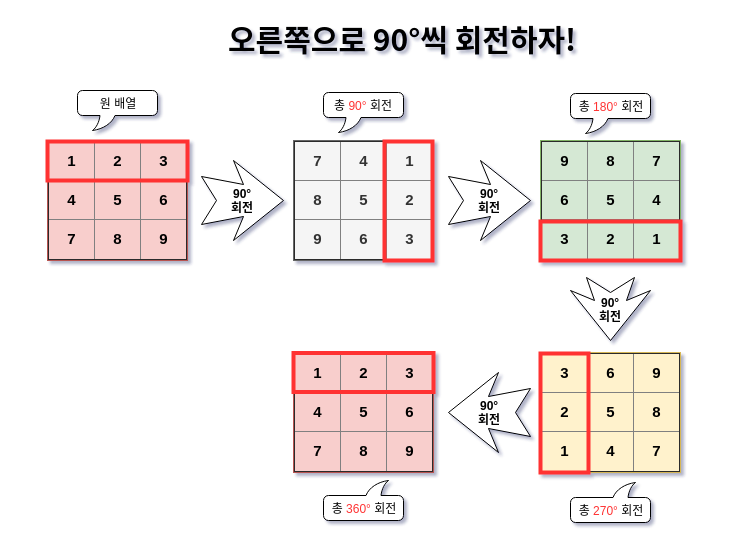 오른쪽으로 90°씩 회전하자!
원 배열
총 90° 회전
총 180° 회전
1 2 3
4 5 6
7 8 9
90°
회전
7 4 1
8 5 2
9 6 3
90°
회전
9 8 7
6 5 4
3 2 1
90°
회전
1 2 3
4 5 6
7 8 9
90°
회전
3 6 9
2 5 8
1 4 7
총 360° 회전
총 270° 회전